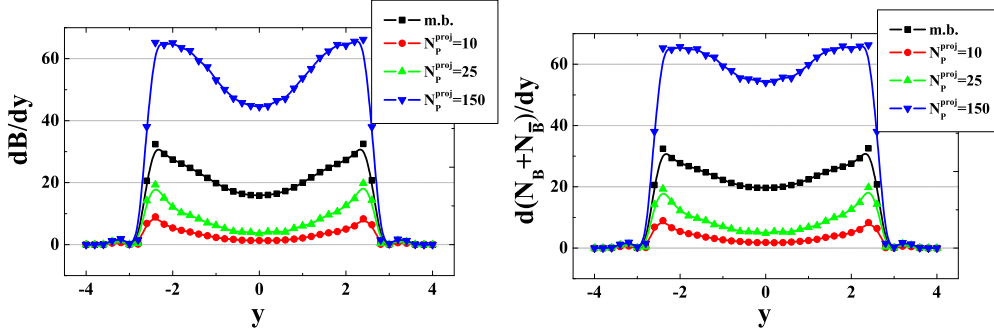 m.b.
N_P^proj=10
N_P^proj=25
N_P^proj=150
dB/dy
60
40
20
0
-4 -2 0 2 4
y
m.b.
N_P^proj=10
N_P^proj=25
N_P^proj=150
d(N_B+N_B̅)/dy
60
40
20
0
-4 -2 0 2 4
y